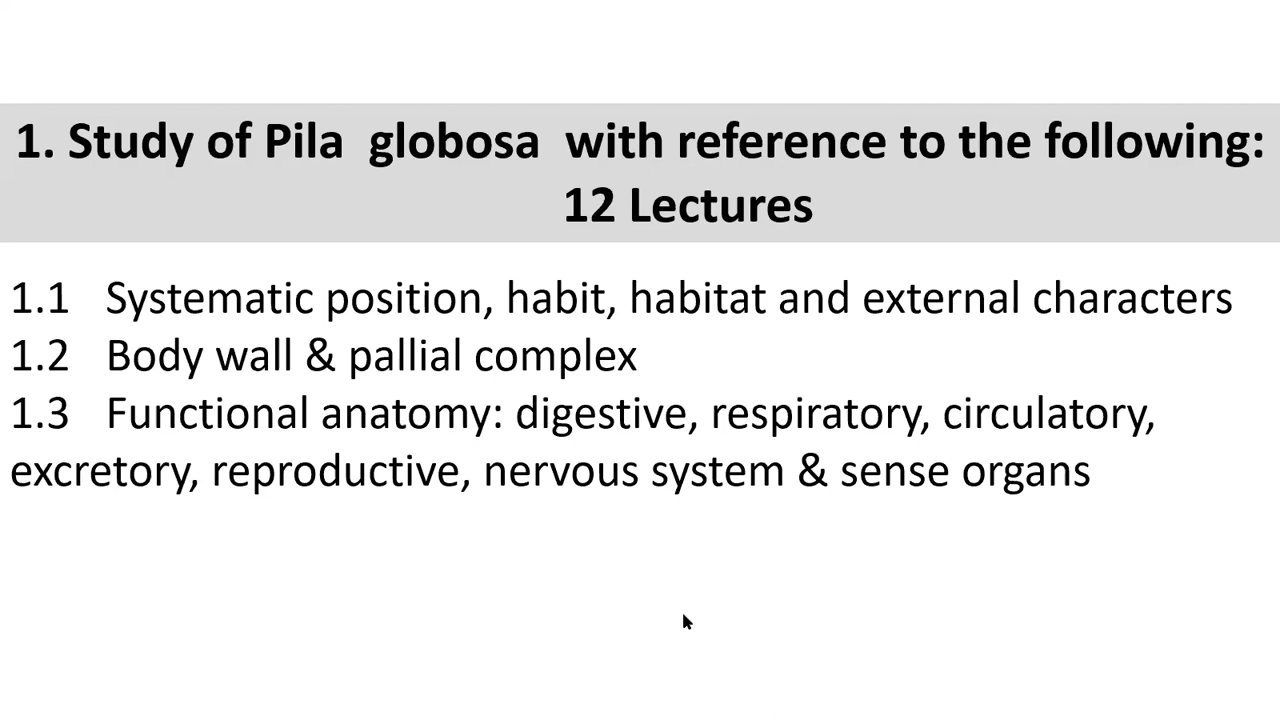 1. Study of Pila globosa with reference to the following:
12 Lectures
1.1 Systematic position, habit, habitat and external characters
1.2 Body wall & pallial complex
1.3 Functional anatomy: digestive, respiratory, circulatory,
excretory, reproductive, nervous system & sense organs